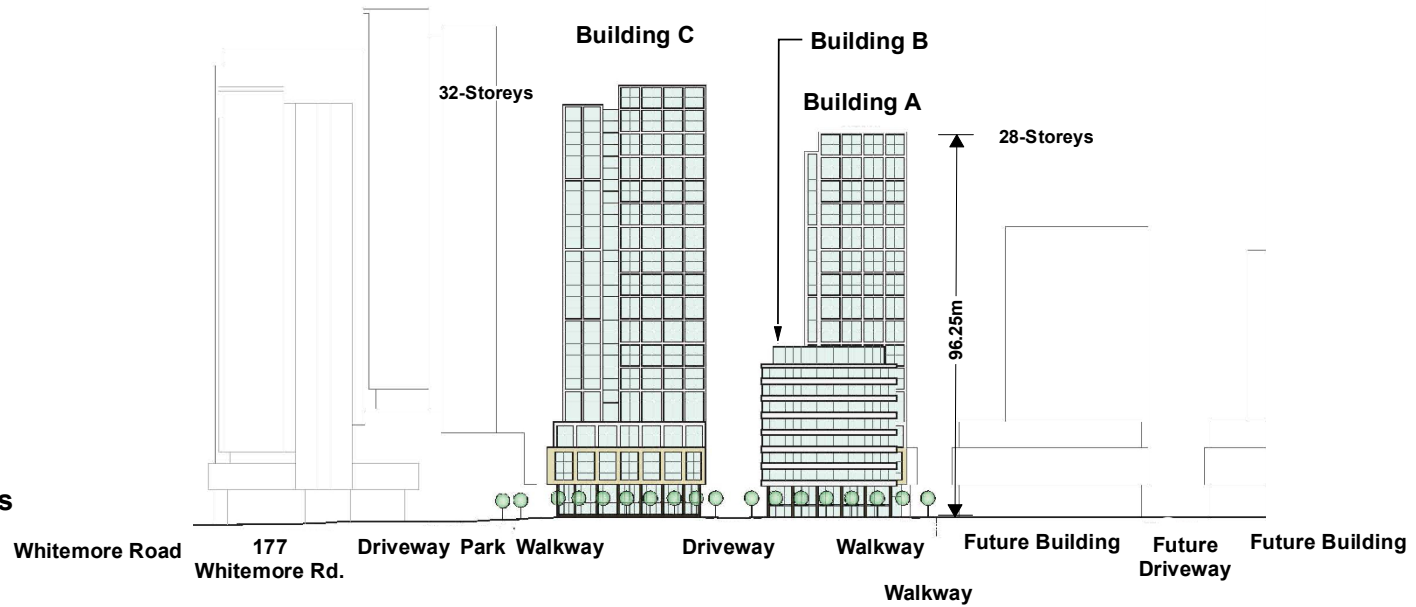 Building C
Building B
32-Storeys
Building A
28-Storeys
96.25m
s
Whitemore Road
177
Whitemore Rd.
Driveway
Park
Walkway
Driveway
Walkway
Walkway
Future Building
Future
Driveway
Future Building